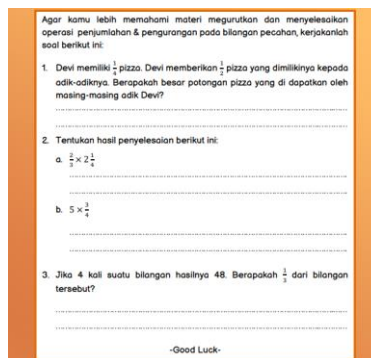 Agar kamu lebih memahami materi megurutkan dan menyelesaikan
operasi penjumlahan & pengurangan pada bilangan pecahan, kerjakanlah
soal berikut ini:
1. Devi memiliki 1/4 pizza. Devi memberikan 1/2 pizza yang dimilikinya kepada
adik-adiknya. Berapakah besar potongan pizza yang di dapatkan oleh
masing-masing adik Devi?
2. Tentukan hasil penyelesaian berikut ini:
a. 2/3 × 2 1/4
b. 5 × 3/4
3. Jika 4 kali suatu bilangan hasilnya 48. Berapakah 1/3 dari bilangan
tersebut?
-Good Luck-